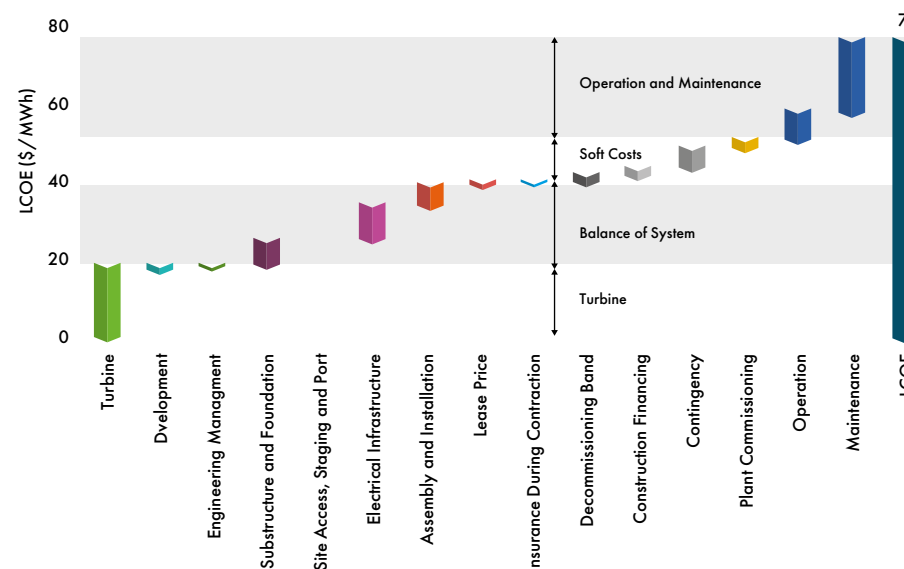 80
60
40
20
0
LCOE ($/MWh)
7
Operation and Maintenance
Soft Costs
Balance of System
Turbine
Turbine
Dvelopment
Engineering Managment
Substructure and Foundation
Site Access, Staging and Port
Electrical Infrastructure
Assembly and Installation
Lease Price
nsurance During Contraction
Decommissioning Band
Construction Financing
Contingency
Plant Commissioning
Operation
Maintenance
LCOE